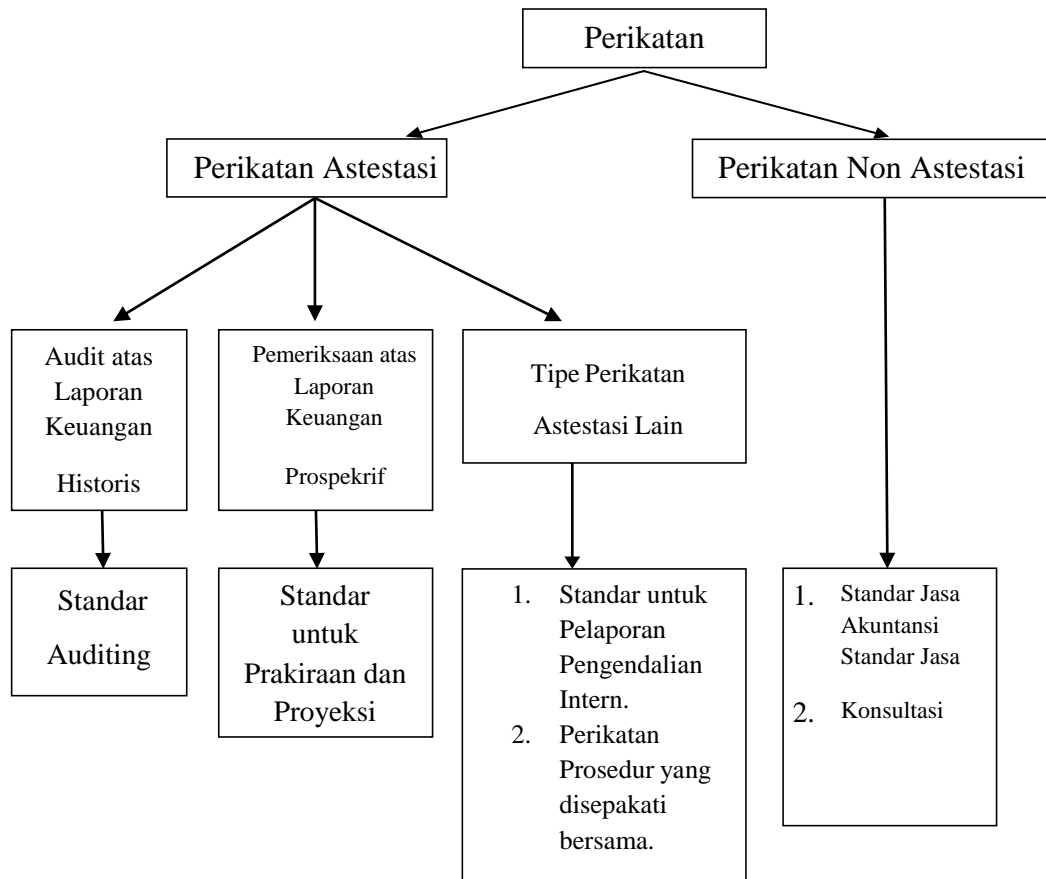 Perikatan
Perikatan Astestasi
Perikatan Non Astestasi
Audit atas
Laporan
Keuangan
Historis
Pemeriksaan atas
Laporan
Keuangan
Prospekrif
Tipe Perikatan
Astestasi Lain
Standar
Auditing
Standar
untuk
Prakiraan dan
Proyeksi
1. Standar untuk
Pelaporan
Pengendalian
Intern.
2. Perikatan
Prosedur yang
disepakati
bersama.
1. Standar Jasa
Akuntansi
Standar Jasa
2. Konsultasi